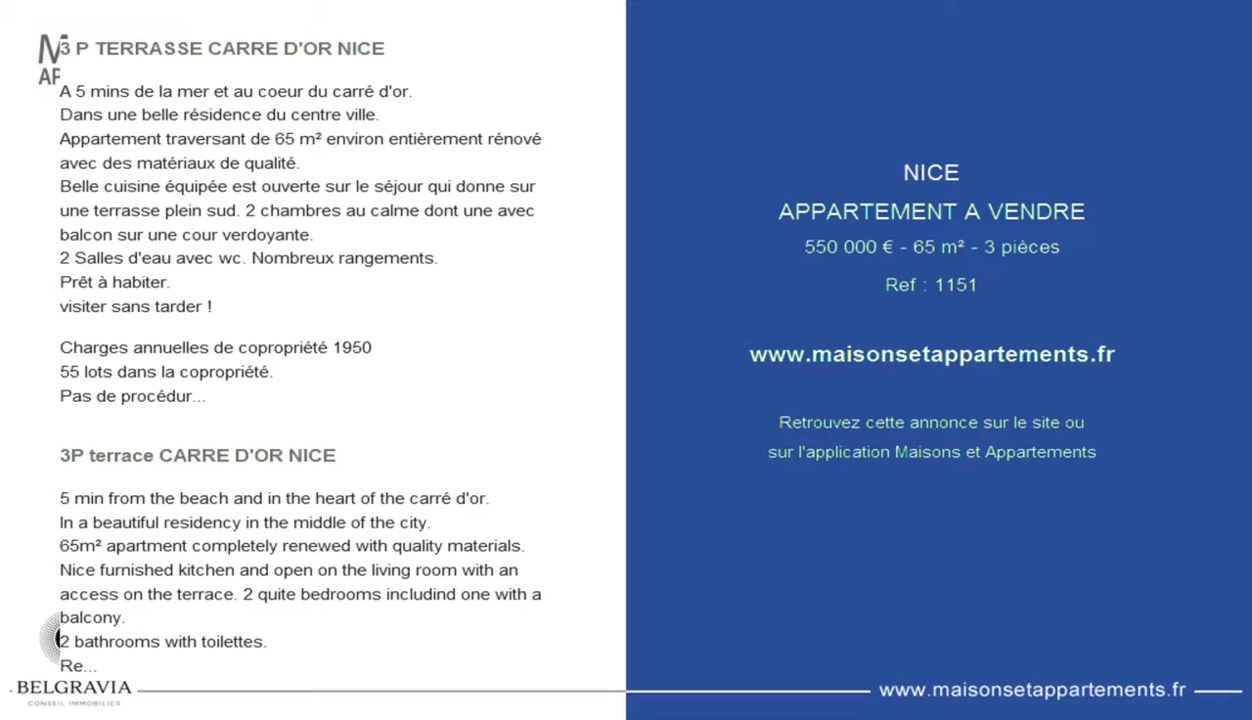 3 P TERRASSE CARRE D'OR NICE
A 5 mins de la mer et au coeur du carré d'or.
Dans une belle résidence du centre ville.
Appartement traversant de 65 m² environ entièrement rénové
avec des matériaux de qualité.
Belle cuisine équipée est ouverte sur le séjour qui donne sur
une terrasse plein sud. 2 chambres au calme dont une avec
balcon sur une cour verdoyante.
2 Salles d'eau avec wc. Nombreux rangements.
Prêt à habiter.
visiter sans tarder !
Charges annuelles de copropriété 1950
55 lots dans la copropriété.
Pas de procédur...
3P terrace CARRE D'OR NICE
5 min from the beach and in the heart of the carré d'or.
In a beautiful residency in the middle of the city.
65m² apartment completely renewed with quality materials.
Nice furnished kitchen and open on the living room with an
access on the terrace. 2 quite bedrooms includind one with a
balcony.
2 bathrooms with toilettes.
Re...
BELGRAVIA
CONSEIL IMMOBILIER
NICE
APPARTEMENT A VENDRE
550 000 € - 65 m² - 3 pièces
Ref : 1151
www.maisonsetappartements.fr
Retrouvez cette annonce sur le site ou
sur l'application Maisons et Appartements
www.maisonsetappartements.fr